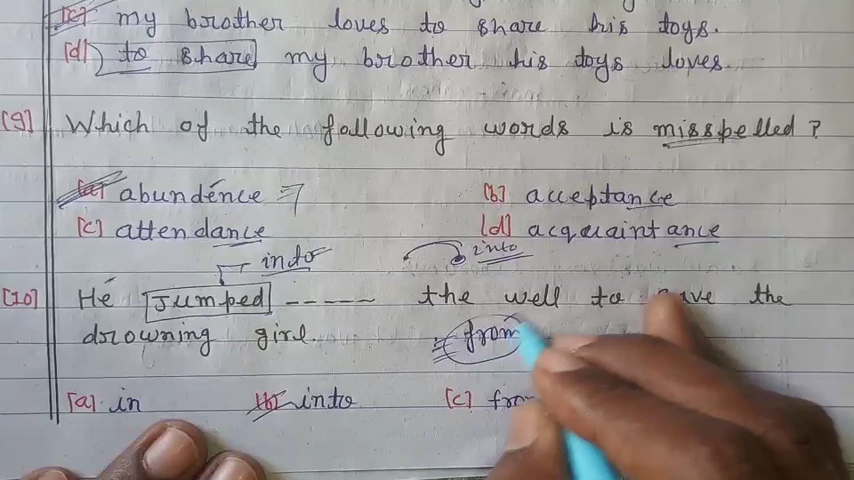 [c] my brother loves to share his toys.
[d] to share my brother his toys loves.
[9] Which of the following words is misspelled?
[a] abundence [b] acceptance
[c] attendance [d] acquaintance
into into
[10] He Jumped ----- the well to the
drowning girl. from
[a] in [b] into [c]